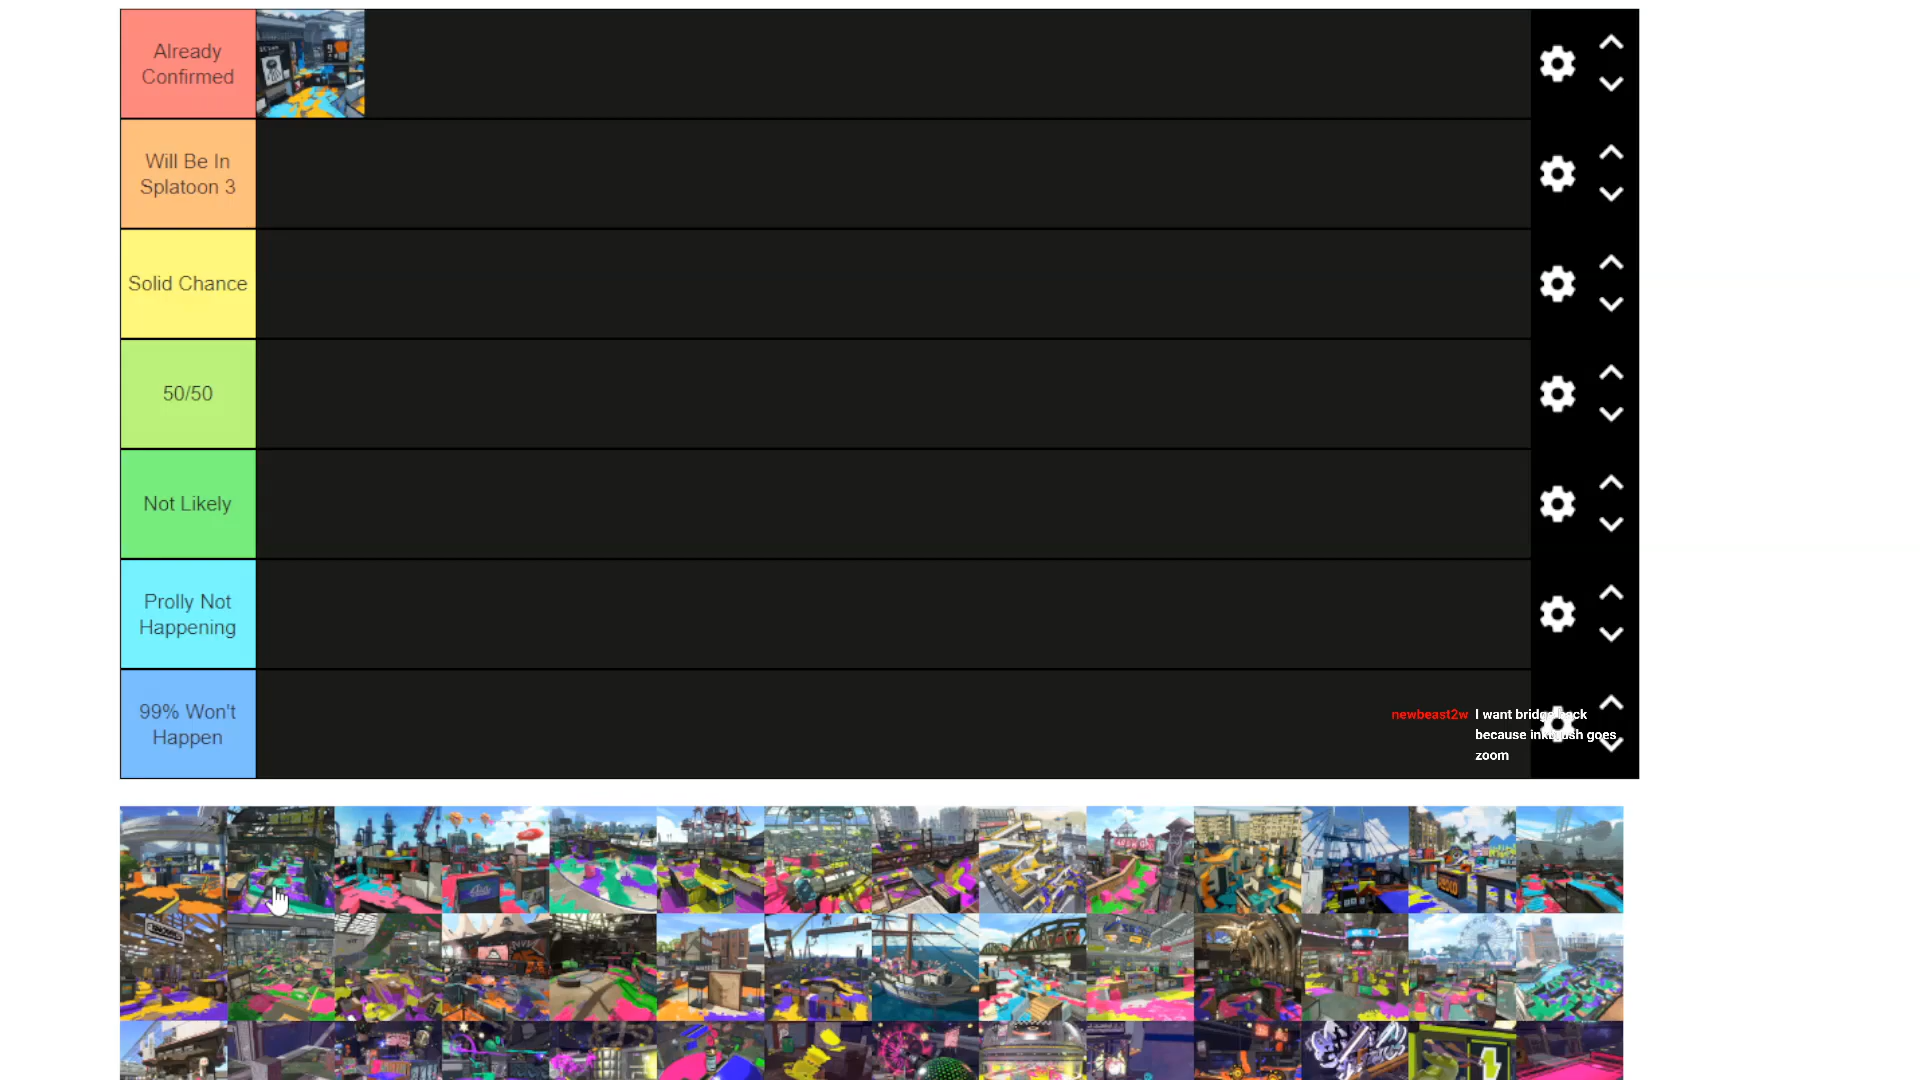 Already
Confirmed
Will Be In
Splatoon 3
Solid Chance
50/50
Not Likely
Prolly Not
Happening
99% Won't
Happen
newbeast2w I want bridge back
because inkbrush goes
zoom